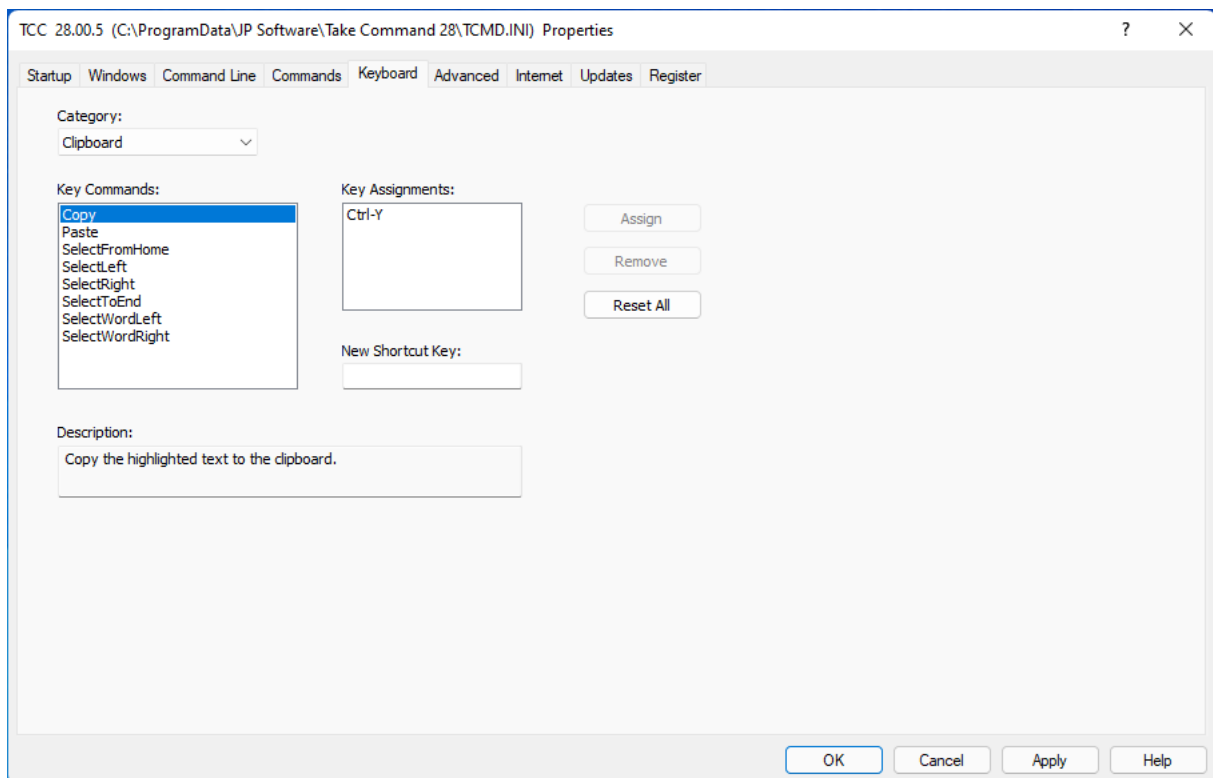 TCC 28.00.5 (C:\ProgramData\JP Software\Take Command 28\TCMD.INI) Properties
?
Startup Windows Command Line Commands Keyboard Advanced Internet Updates Register
Category:
Clipboard
Key Commands:
Copy
Paste
SelectFromHome
SelectLeft
SelectRight
SelectToEnd
SelectWordLeft
SelectWordRight
Key Assignments:
Ctrl-Y
Assign
Remove
Reset All
New Shortcut Key:
Description:
Copy the highlighted text to the clipboard.
OK Cancel Apply Help